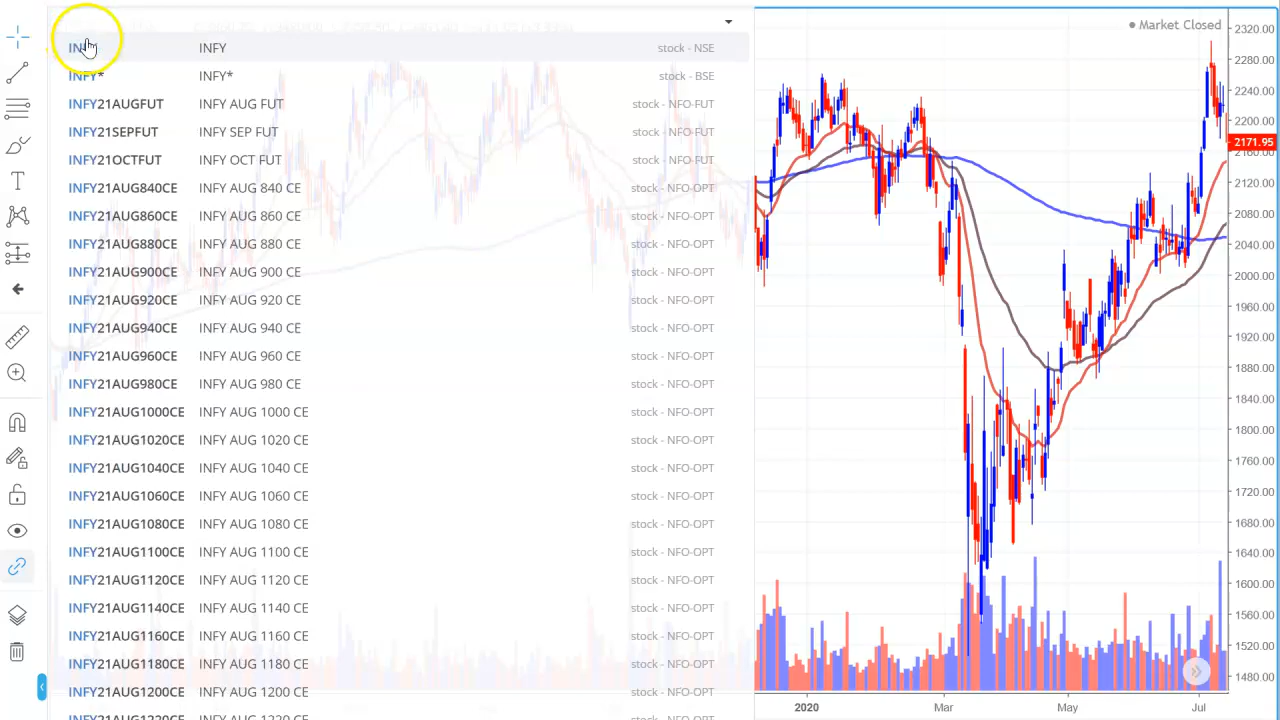 Market Closed
INFY INFY stock - NSE
INFY* INFY* stock - BSE
INFY21AUGFUT INFY AUG FUT stock - NFO-FUT
INFY21SEPFUT INFY SEP FUT stock - NFO-FUT
INFY21OCTFUT INFY OCT FUT stock - NFO-FUT
INFY21AUG840CE INFY AUG 840 CE stock - NFO-OPT
INFY21AUG860CE INFY AUG 860 CE stock - NFO-OPT
INFY21AUG880CE INFY AUG 880 CE stock - NFO-OPT
INFY21AUG900CE INFY AUG 900 CE stock - NFO-OPT
INFY21AUG920CE INFY AUG 920 CE stock - NFO-OPT
INFY21AUG940CE INFY AUG 940 CE stock - NFO-OPT
INFY21AUG960CE INFY AUG 960 CE stock - NFO-OPT
INFY21AUG980CE INFY AUG 980 CE stock - NFO-OPT
INFY21AUG1000CE INFY AUG 1000 CE stock - NFO-OPT
INFY21AUG1020CE INFY AUG 1020 CE stock - NFO-OPT
INFY21AUG1040CE INFY AUG 1040 CE stock - NFO-OPT
INFY21AUG1060CE INFY AUG 1060 CE stock - NFO-OPT
INFY21AUG1080CE INFY AUG 1080 CE stock - NFO-OPT
INFY21AUG1100CE INFY AUG 1100 CE stock - NFO-OPT
INFY21AUG1120CE INFY AUG 1120 CE stock - NFO-OPT
INFY21AUG1140CE INFY AUG 1140 CE stock - NFO-OPT
INFY21AUG1160CE INFY AUG 1160 CE stock - NFO-OPT
INFY21AUG1180CE INFY AUG 1180 CE stock - NFO-OPT
INFY21AUG1200CE INFY AUG 1200 CE stock - NFO-OPT
INFY21AUG1220CE INFY AUG 1220 CE stock - NFO-OPT
2320.00
2280.00
2240.00
2200.00
2171.95
2160.00
2120.00
2080.00
2040.00
2000.00
1960.00
1920.00
1880.00
1840.00
1800.00
1760.00
1720.00
1680.00
1640.00
1600.00
1560.00
1520.00
1480.00
2020 Mar May Jul